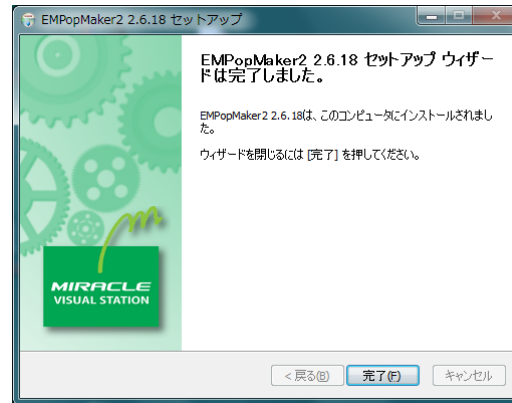 EMPopMaker2 2.6.18 セットアップ
EMPopMaker2 2.6.18 セットアップ ウィザー
ドは完了しました。
EMPopMaker2 2.6.18は、このコンピュータにインストールされまし
た。
ウィザードを閉じるには [完了] を押してください。
m
MIRACLE
VISUAL STATION
< 戻る(B)
完了(F)
キャンセル